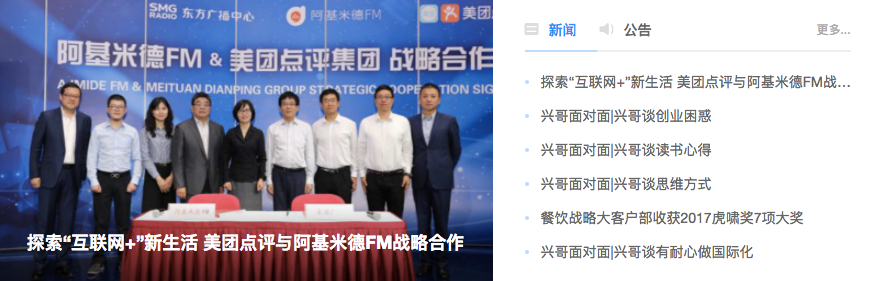 SMG
RADIO
东方广播中心
阿基米德FM
美团
阿基米德FM & 美团点评集团 战略合作
MIDE FM & MEITUAN DIANPING GROUP STRATEGIC COOPERATION SIG
探索“互联网+”新生活 美团点评与阿基米德FM战略合作
新闻
公告
更多...
探索“互联网+”新生活 美团点评与阿基米德FM战...
兴哥面对面|兴哥谈创业困惑
兴哥面对面|兴哥谈读书心得
兴哥面对面|兴哥谈思维方式
餐饮战略大客户部收获2017虎啸奖7项大奖
兴哥面对面|兴哥谈有耐心做国际化